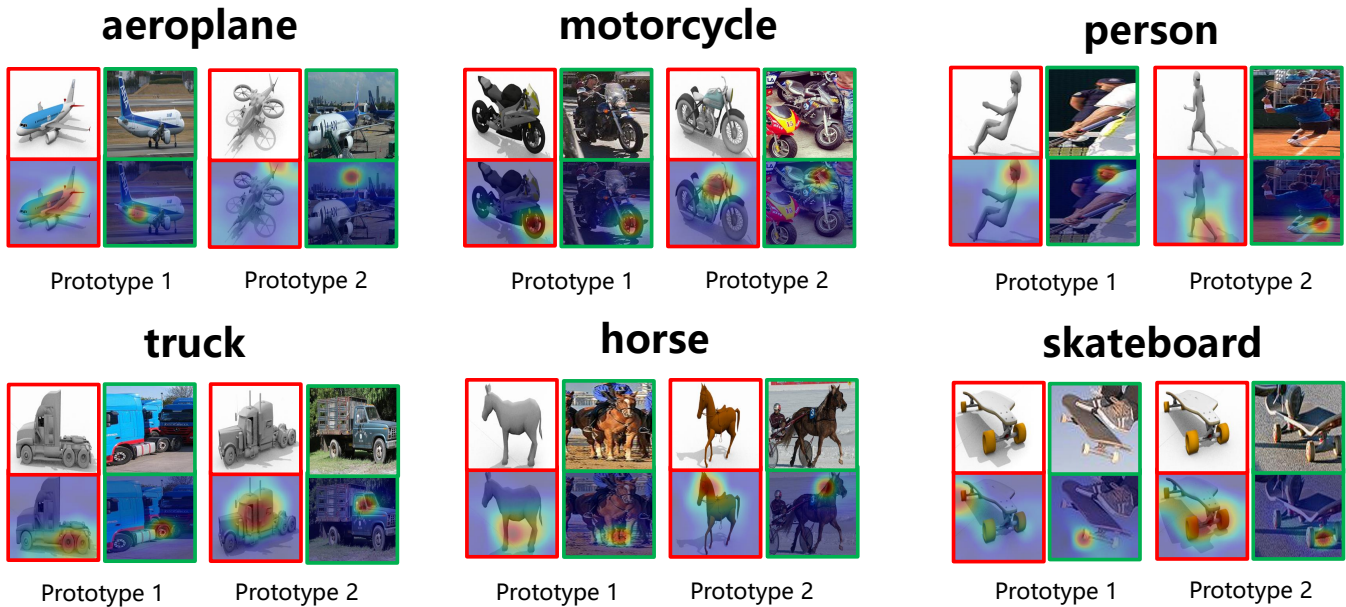 aeroplane
motorcycle
person
Prototype 1
Prototype 2
Prototype 1
Prototype 2
Prototype 1
Prototype 2
truck
horse
skateboard
Prototype 1
Prototype 2
Prototype 1
Prototype 2
Prototype 1
Prototype 2